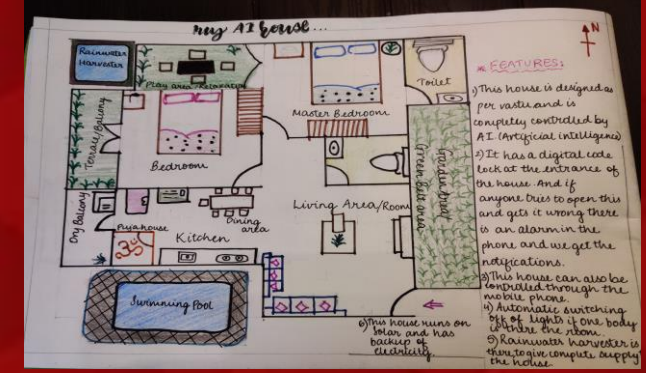 my AI house...
N
Rainwater
Harvester
Play area/Relaxation
Terrace/Balcony
Bedroom
Master Bedroom
Toilet
Garden area
Green belt area
Living Area/Room
Dining
area
Dry Balcony
Pujahouse
Kitchen
Swimming Pool
* FEATURES:
1) This house is designed as
per vastu and is
completely controlled by
AI. (Artificial intelligence)
2) It has a digital code
lock at the entrance of
the house. And if
anyone tries to open this
and gets it wrong there
is an alarm in the
phone and we get the
notifications.
3) This house can also be
controlled through the
mobile phone.
4) Automatic switching
off of lights if one body
is there the room.
5) Rainwater harvester is
there to give complete supply
the house.
6) This house runs on
solar and has
backup of
electricity.